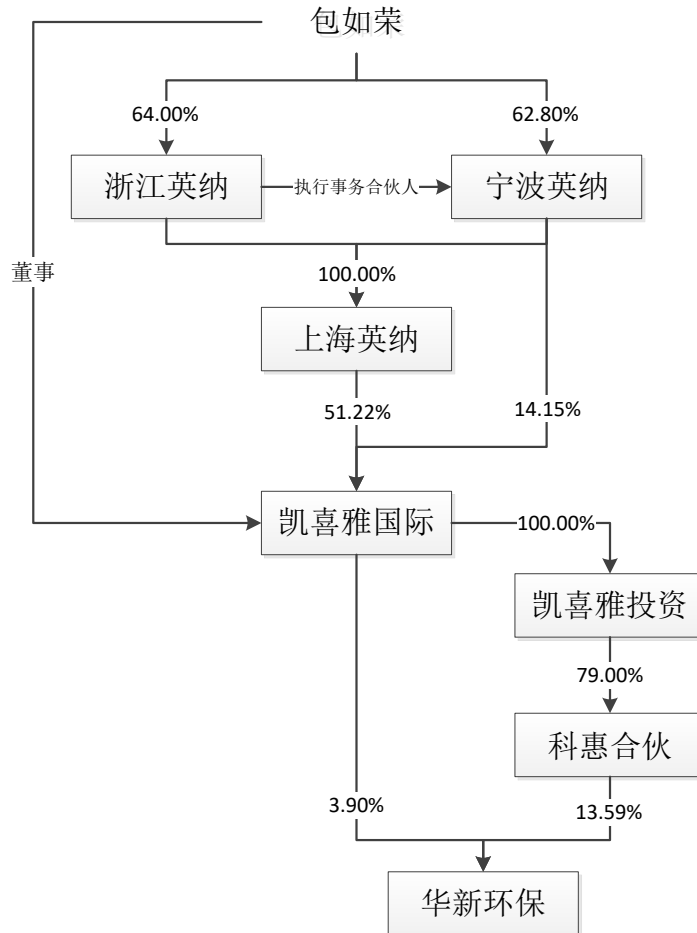 包如荣
64.00%
62.80%
浙江英纳
执行事务合伙人
宁波英纳
董事
100.00%
上海英纳
51.22%
14.15%
凯喜雅国际
100.00%
凯喜雅投资
79.00%
科惠合伙
3.90%
13.59%
华新环保